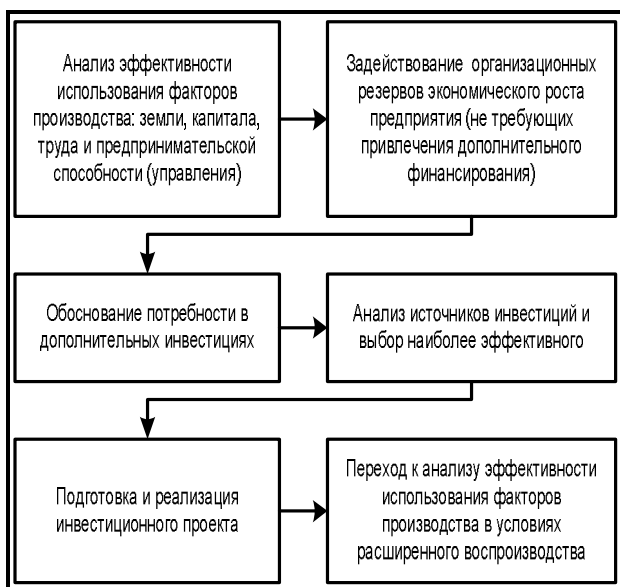 Анализ эффективности
использования факторов
производства: земли, капитала,
труда и предпринимательской
способности (управления)
Задействование организационных
резервов экономического роста
предприятия (не требующих
привлечения дополнительного
финансирования)
Обоснование потребности в
дополнительных инвестициях
Анализ источников инвестиций и
выбор наиболее эффективного
Подготовка и реализация
инвестиционного проекта
Переход к анализу эффективности
использования факторов
производства в условиях
расширенного воспроизводства